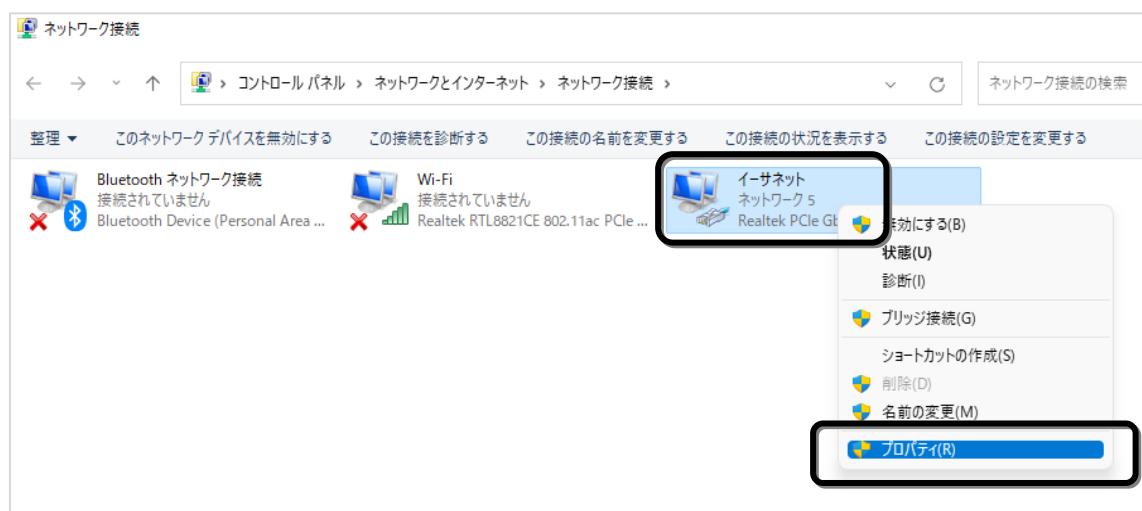 ネットワーク接続
コントロール パネル › ネットワークとインターネット › ネットワーク接続 ›
ネットワーク接続の検索
整理 このネットワーク デバイスを無効にする この接続を診断する この接続の名前を変更する この接続の状況を表示する この接続の設定を変更する
Bluetooth ネットワーク接続
接続されていません
Bluetooth Device (Personal Area ...
Wi-Fi
接続されていません
Realtek RTL8821CE 802.11ac PCIe ...
イーサネット
ネットワーク 5
Realtek PCIe
無効にする(B)
状態(U)
診断(I)
ブリッジ接続(G)
ショートカットの作成(S)
削除(D)
名前の変更(M)
プロパティ(R)